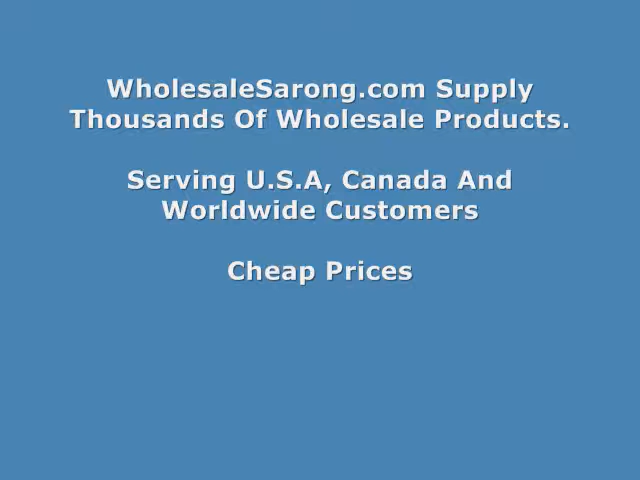 WholesaleSarong.com Supply
Thousands Of Wholesale Products.
Serving U.S.A, Canada And
Worldwide Customers
Cheap Prices